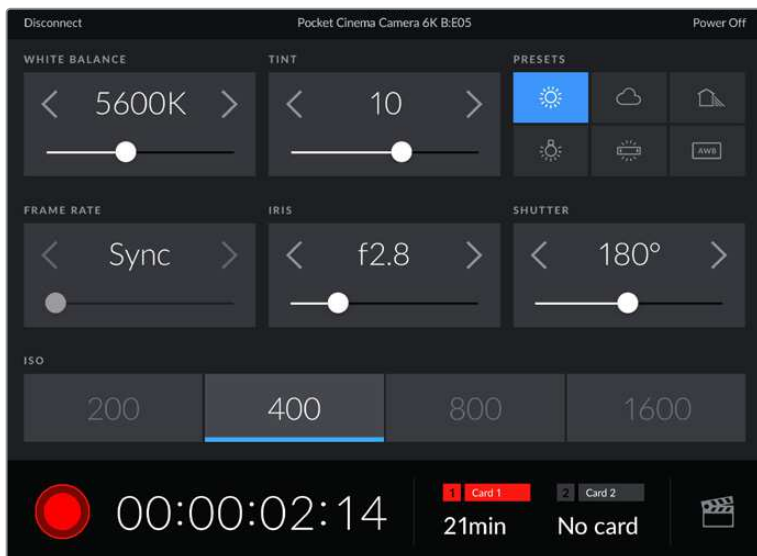 Disconnect Pocket Cinema Camera 6K B:E05 Power Off
WHITE BALANCE TINT PRESETS
5600K 10
AWB
FRAME RATE IRIS SHUTTER
Sync f2.8 180°
ISO
200 400 800 1600
00:00:02:14
1 Card 1 2 Card 2
21min No card